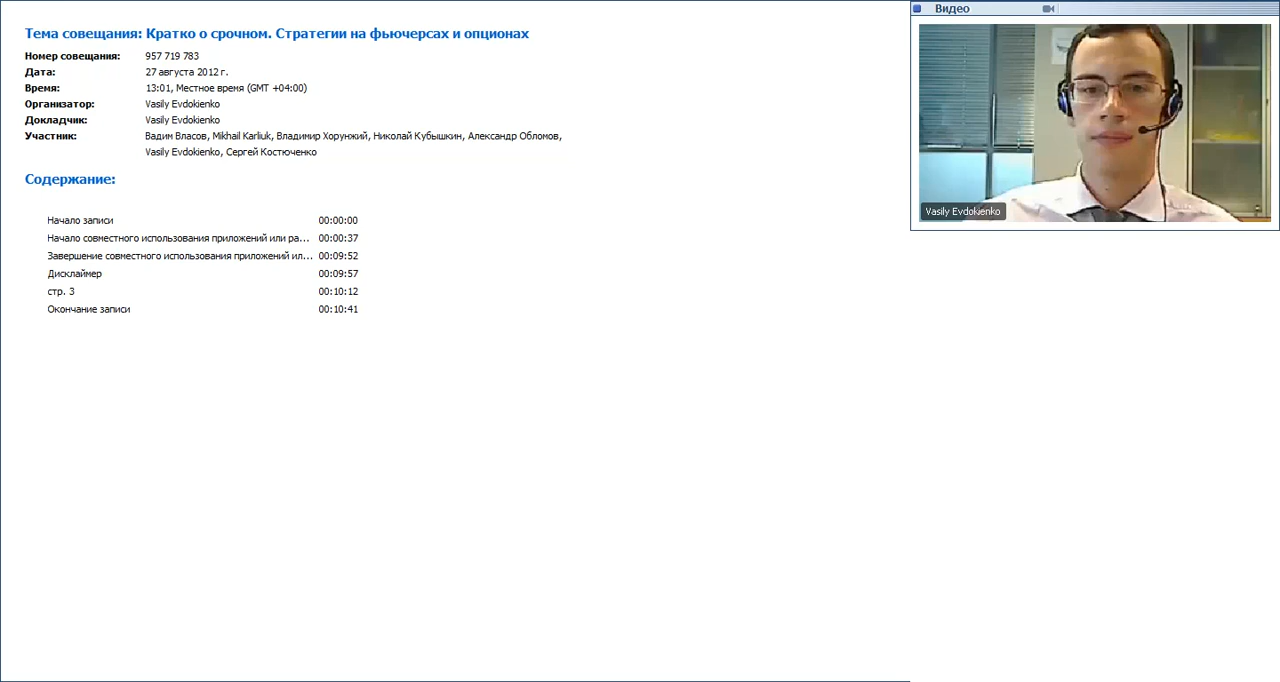 Тема совещания: Кратко о срочном. Стратегии на фьючерсах и опционах
Номер совещания: 957 719 783
Дата: 27 августа 2012 г.
Время: 13:01, Местное время (GMT +04:00)
Организатор: Vasily Evdokienko
Докладчик: Vasily Evdokienko
Участник: Вадим Власов, Mikhail Karliuk, Владимир Хорунжий, Николай Кубышкин, Александр Обломов,
Vasily Evdokienko, Сергей Костюченко
Содержание:
Начало записи 00:00:00
Начало совместного использования приложений или ра... 00:00:37
Завершение совместного использования приложений ил... 00:09:52
Дисклаймер 00:09:57
стр. 3 00:10:12
Окончание записи 00:10:41
Видео
Vasily Evdokienko